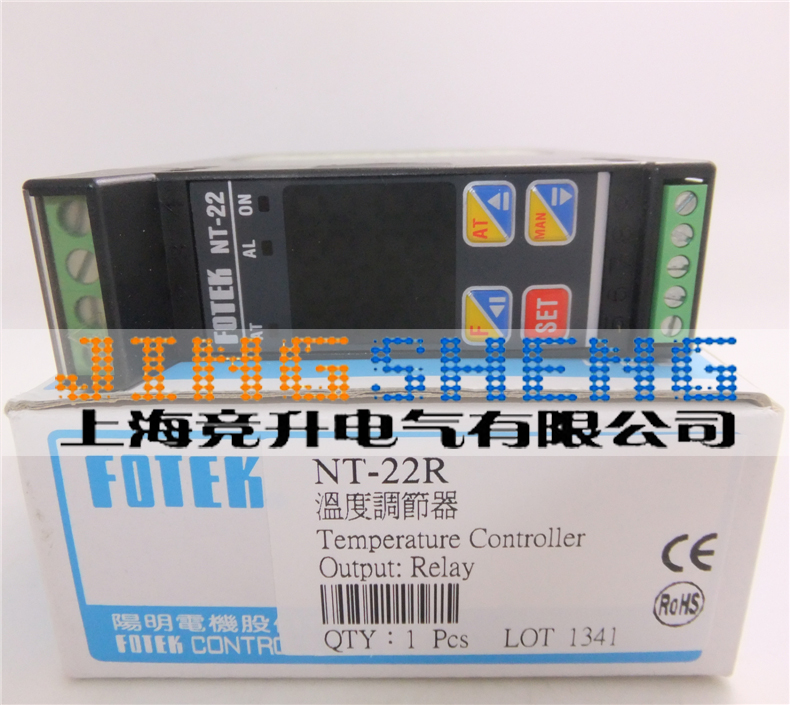 FOTEK NT-22
AT AL ON
AT MAN
F SET
JINGSHENG
上海竞升电气有限公司
FOTEK
NT-22R
溫度調節器
Temperature Controller
Output: Relay
CE
RoHS
陽明電機股
FOTEK CONTRO
QTY：1 Pcs LOT 1341